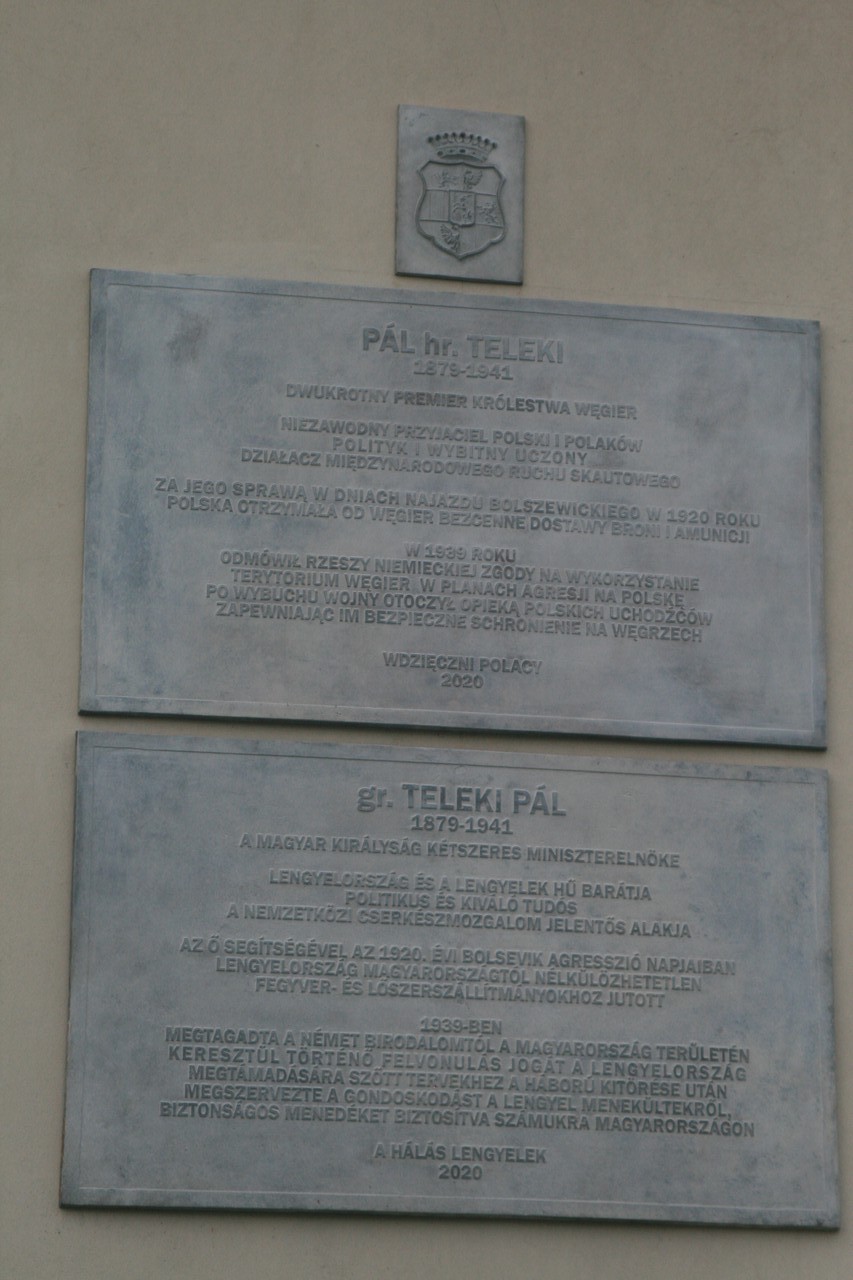 PÁL hr. TELEKI
1879-1941
DWUKROTNY PREMIER KRÓLESTWA WĘGIER
NIEZAWODNY PRZYJACIEL POLSKI I POLAKÓW
POLITYK I WYBITNY UCZONY
DZIAŁACZ MIĘDZYNARODOWEGO RUCHU SKAUTOWEGO
ZA JEGO SPRAWĄ W DNIACH NAJAZDU BOLSZEWICKIEGO W 1920 ROKU
POLSKA OTRZYMAŁA OD WĘGIER BEZCENNE DOSTAWY BRONI I AMUNICJI
W 1939 ROKU
ODMÓWIŁ RZESZY NIEMIECKIEJ ZGODY NA WYKORZYSTANIE
TERYTORIUM WĘGIER W PLANACH AGRESJI NA POLSKĘ
PO WYBUCHU WOJNY OTOCZYŁ OPIEKĄ POLSKICH UCHODŹCÓW
ZAPEWNIAJĄC IM BEZPIECZNE SCHRONIENIE NA WĘGRZECH
WDZIĘCZNI POLACY
2020
gr. TELEKI PÁL
1879-1941
A MAGYAR KIRÁLYSÁG KÉTSZERES MINISZTERELNÖKE
LENGYELORSZÁG ÉS A LENGYELEK HŰ BARÁTJA
POLITIKUS ÉS KIVÁLÓ TUDÓS
A NEMZETKÖZI CSERKÉSZMOZGALOM JELENTŐS ALAKJA
AZ Ő SEGÍTSÉGÉVEL AZ 1920. ÉVI BOLSEVIK AGRESSZIÓ NAPJAIBAN
LENGYELORSZÁG MAGYARORSZÁGTÓL NÉLKÜLÖZHETETLEN
FEGYVER- ÉS LŐSZERSZÁLLÍTMÁNYOKHOZ JUTOTT
1939-BEN
MEGTAGADTA A NÉMET BIRODALOMTÓL A MAGYARORSZÁG TERÜLETÉN
KERESZTÜL TÖRTÉNŐ FELVONULÁS JOGÁT A LENGYELORSZÁG
MEGTÁMADÁSÁRA SZŐTT TERVEKHEZ A HÁBORÚ KITÖRÉSE UTÁN
MEGSZERVEZTE A GONDOSKODÁST A LENGYEL MENEKÜLTEKRŐL,
BIZTONSÁGOS MENEDÉKET BIZTOSÍTVA SZÁMUKRA MAGYARORSZÁGON
A HÁLÁS LENGYELEK
2020